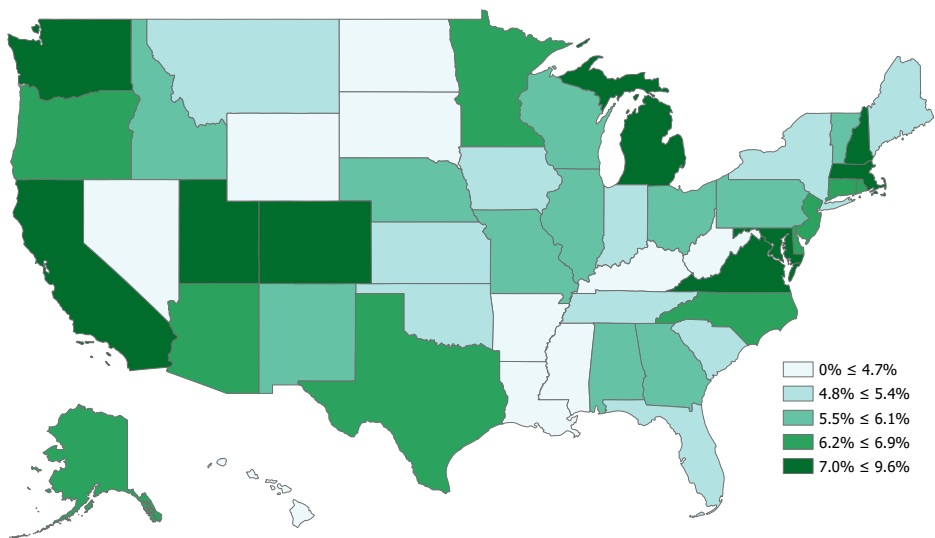 0% ≤ 4.7%
4.8% ≤ 5.4%
5.5% ≤ 6.1%
6.2% ≤ 6.9%
7.0% ≤ 9.6%